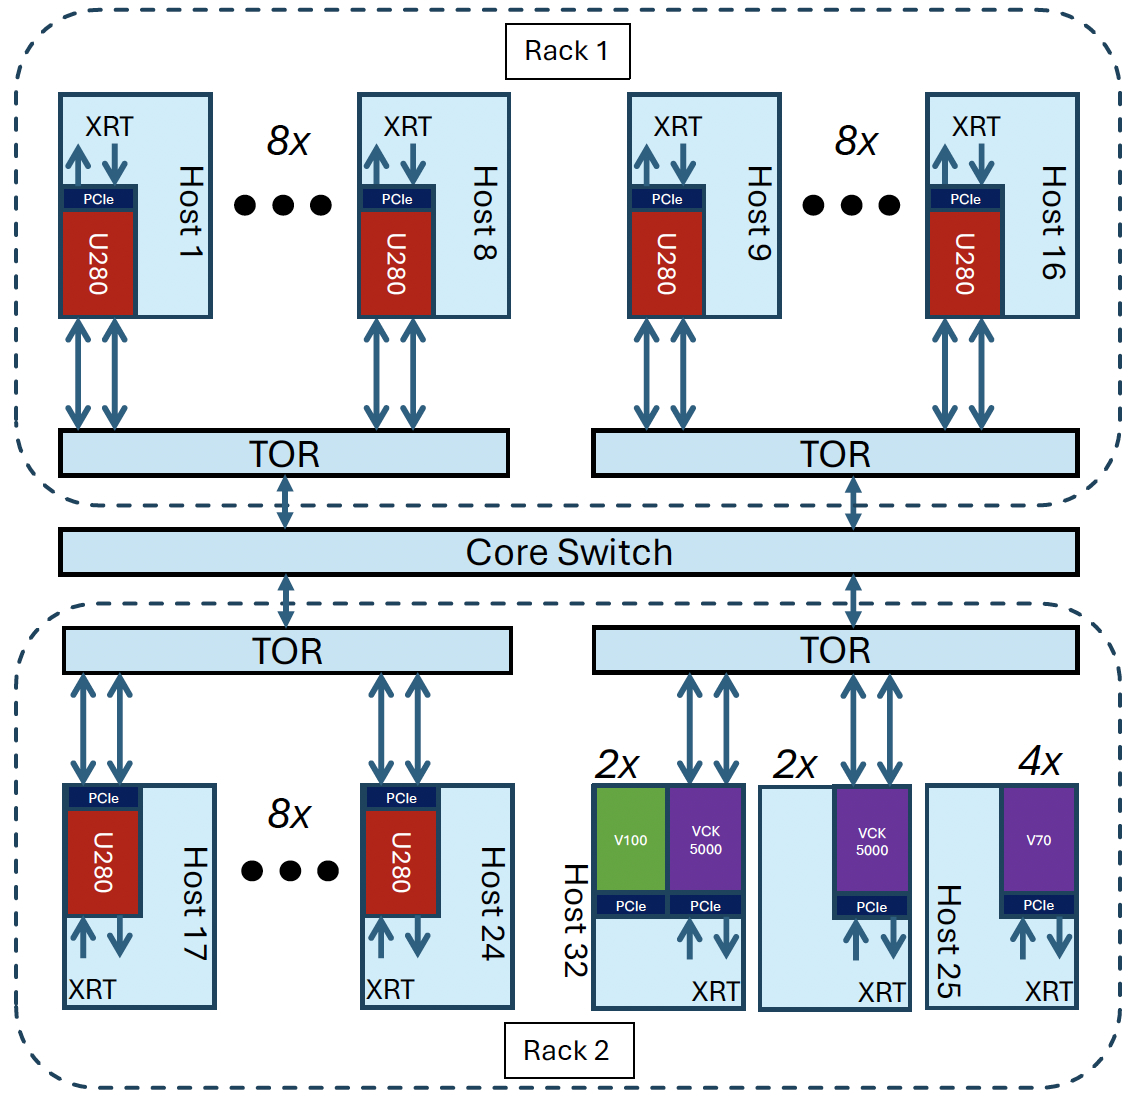 Rack 1
XRT
PCIe
U280
Host 1
8x
XRT
PCIe
U280
Host 8
XRT
PCIe
U280
Host 9
8x
XRT
PCIe
U280
Host 16
TOR
TOR
Core Switch
TOR
TOR
PCIe
U280
Host 17
XRT
8x
PCIe
U280
Host 24
XRT
2x
Host 32
V100
PCIe
VCK
5000
PCIe
XRT
2x
VCK
5000
PCIe
XRT
4x
Host 25
V70
PCIe
XRT
Rack 2